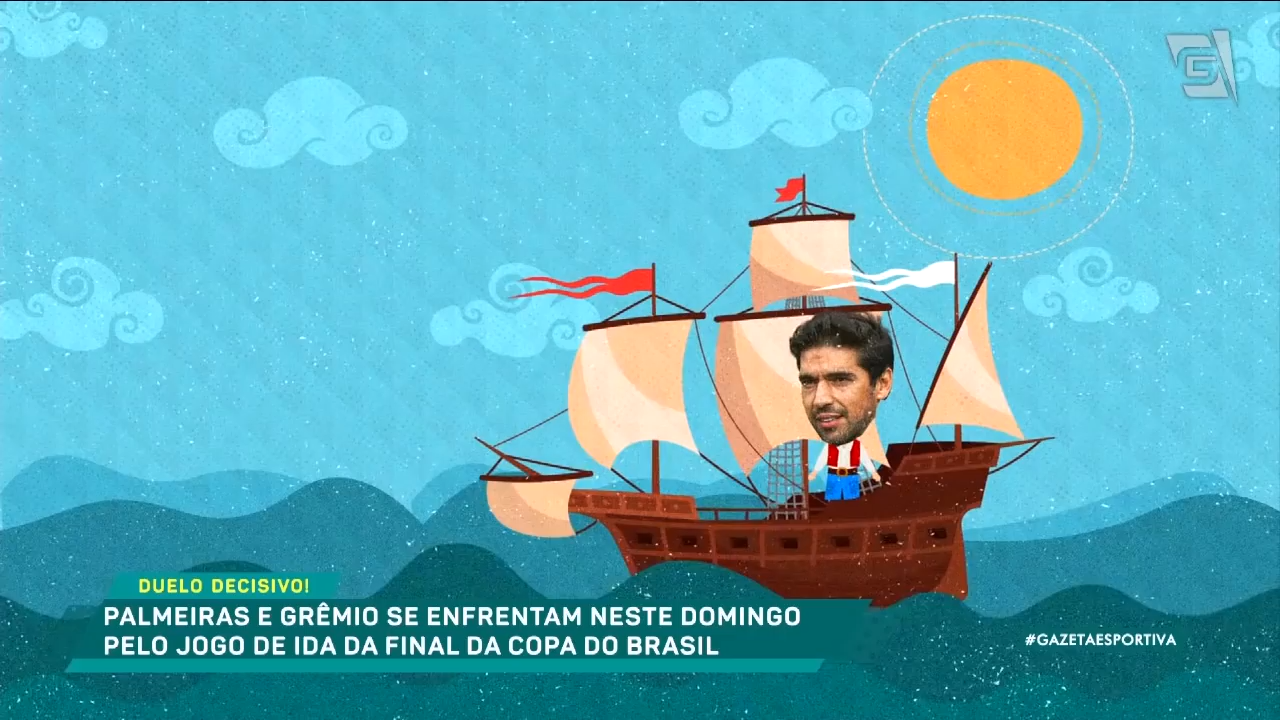 DUELO DECISIVO!
PALMEIRAS E GRÊMIO SE ENFRENTAM NESTE DOMINGO
PELO JOGO DE IDA DA FINAL DA COPA DO BRASIL
#GAZETAESPORTIVA